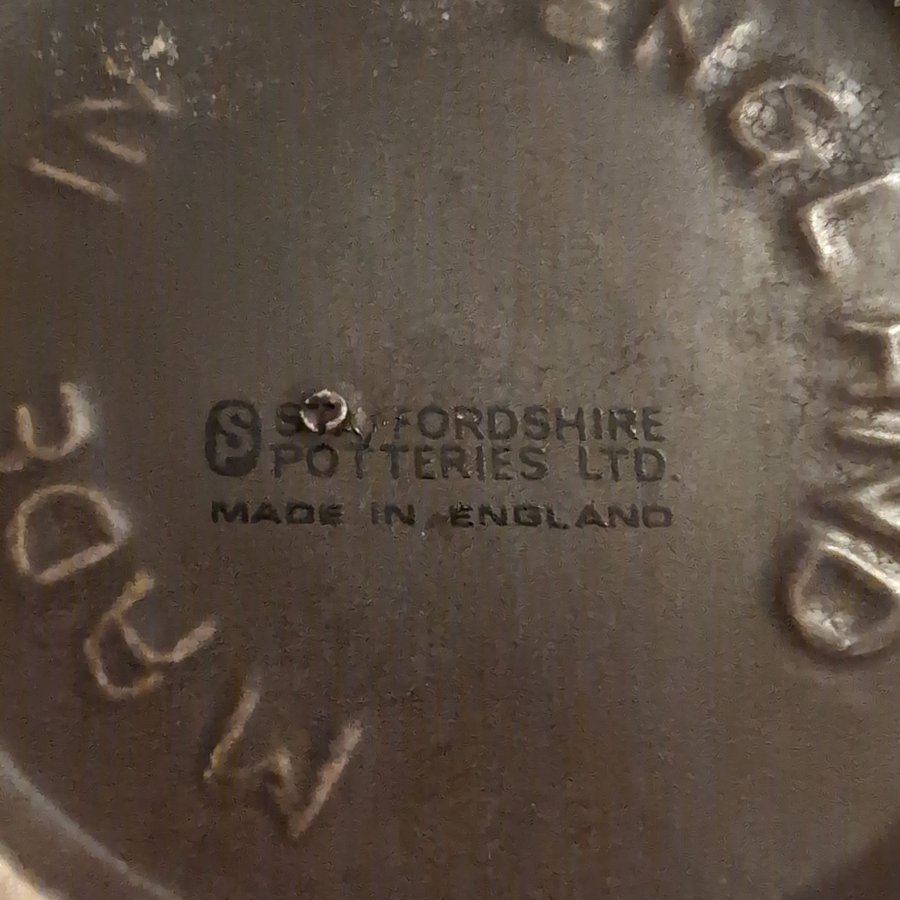 STAFFORDSHIRE
POTTERIES LTD.
MADE IN ENGLAND
MADE IN ENGLAND